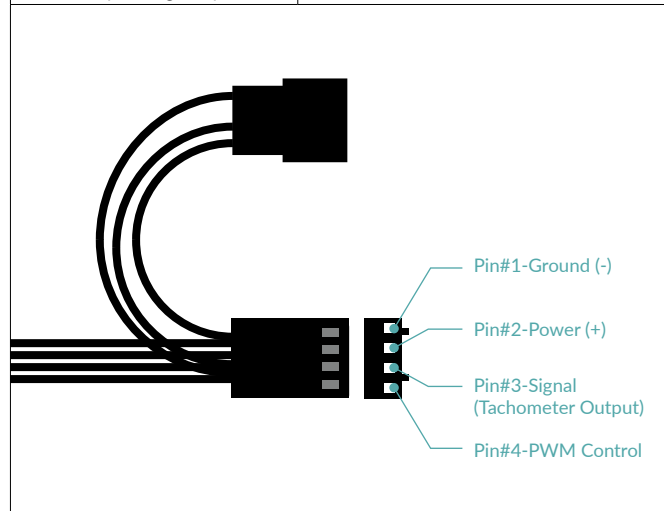 Pin#1-Ground (-)
Pin#2-Power (+)
Pin#3-Signal
(Tachometer Output)
Pin#4-PWM Control